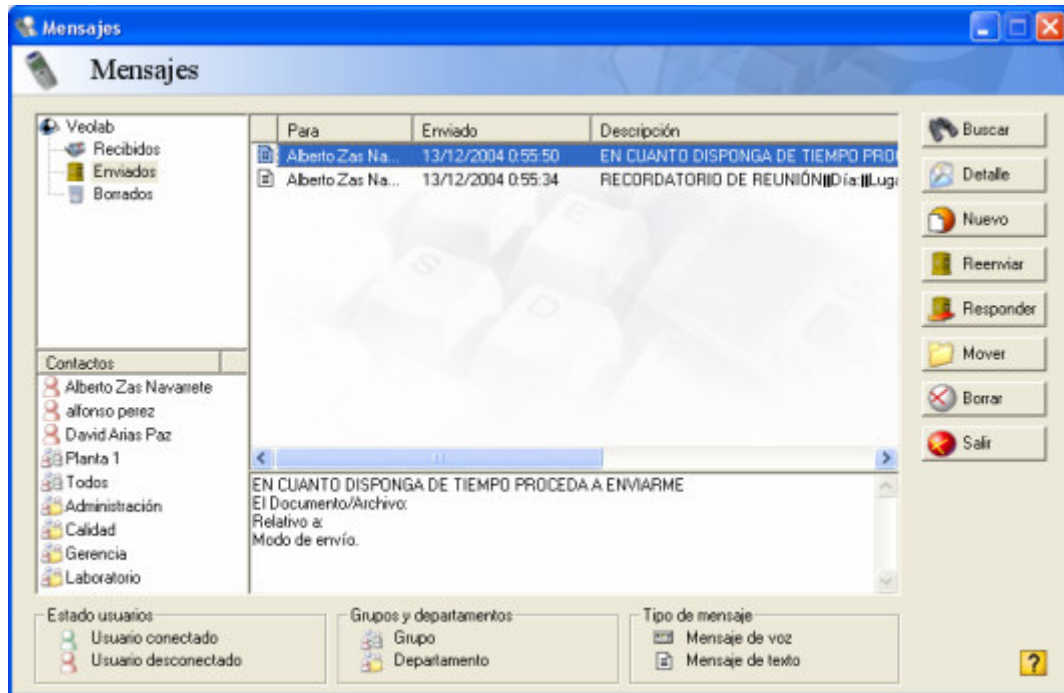 Mensajes
Mensajes
Veolab
Recibidos
Enviados
Borrados
Para Enviado Descripción
Alberto Zas Na... 13/12/2004 0:55:50 EN CUANTO DISPONGA DE TIEMPO PRO
Alberto Zas Na... 13/12/2004 0:55:34 RECORDATORIO DE REUNIÓN||Día:||Luga
Contactos
Alberto Zas Navarrete
alfonso perez
David Arias Paz
Planta 1
Todos
Administración
Calidad
Gerencia
Laboratorio
EN CUANTO DISPONGA DE TIEMPO PROCEDA A ENVIARME
El Documento/Archivo:
Relativo a:
Modo de envío.
Buscar
Detalle
Nuevo
Reenviar
Responder
Mover
Borrar
Salir
Estado usuarios
Usuario conectado
Usuario desconectado
Grupos y departamentos
Grupo
Departamento
Tipo de mensaje
Mensaje de voz
Mensaje de texto
?